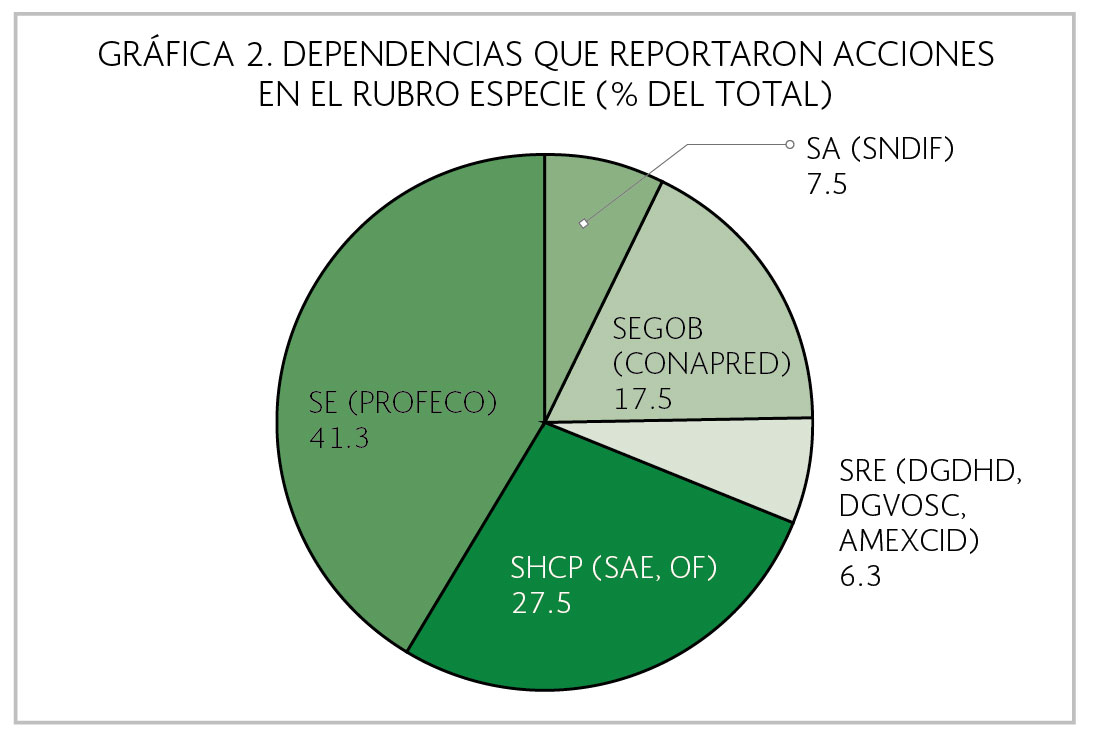 GRÁFICA 2. DEPENDENCIAS QUE REPORTARON ACCIONES
EN EL RUBRO ESPECIE (% DEL TOTAL)
SA (SNDIF)
7.5
SEGOB
(CONAPRED)
17.5
SE (PROFECO)
41.3
SRE (DGDHD,
DGVOSC,
AMEXCID)
6.3
SHCP (SAE, OF)
27.5